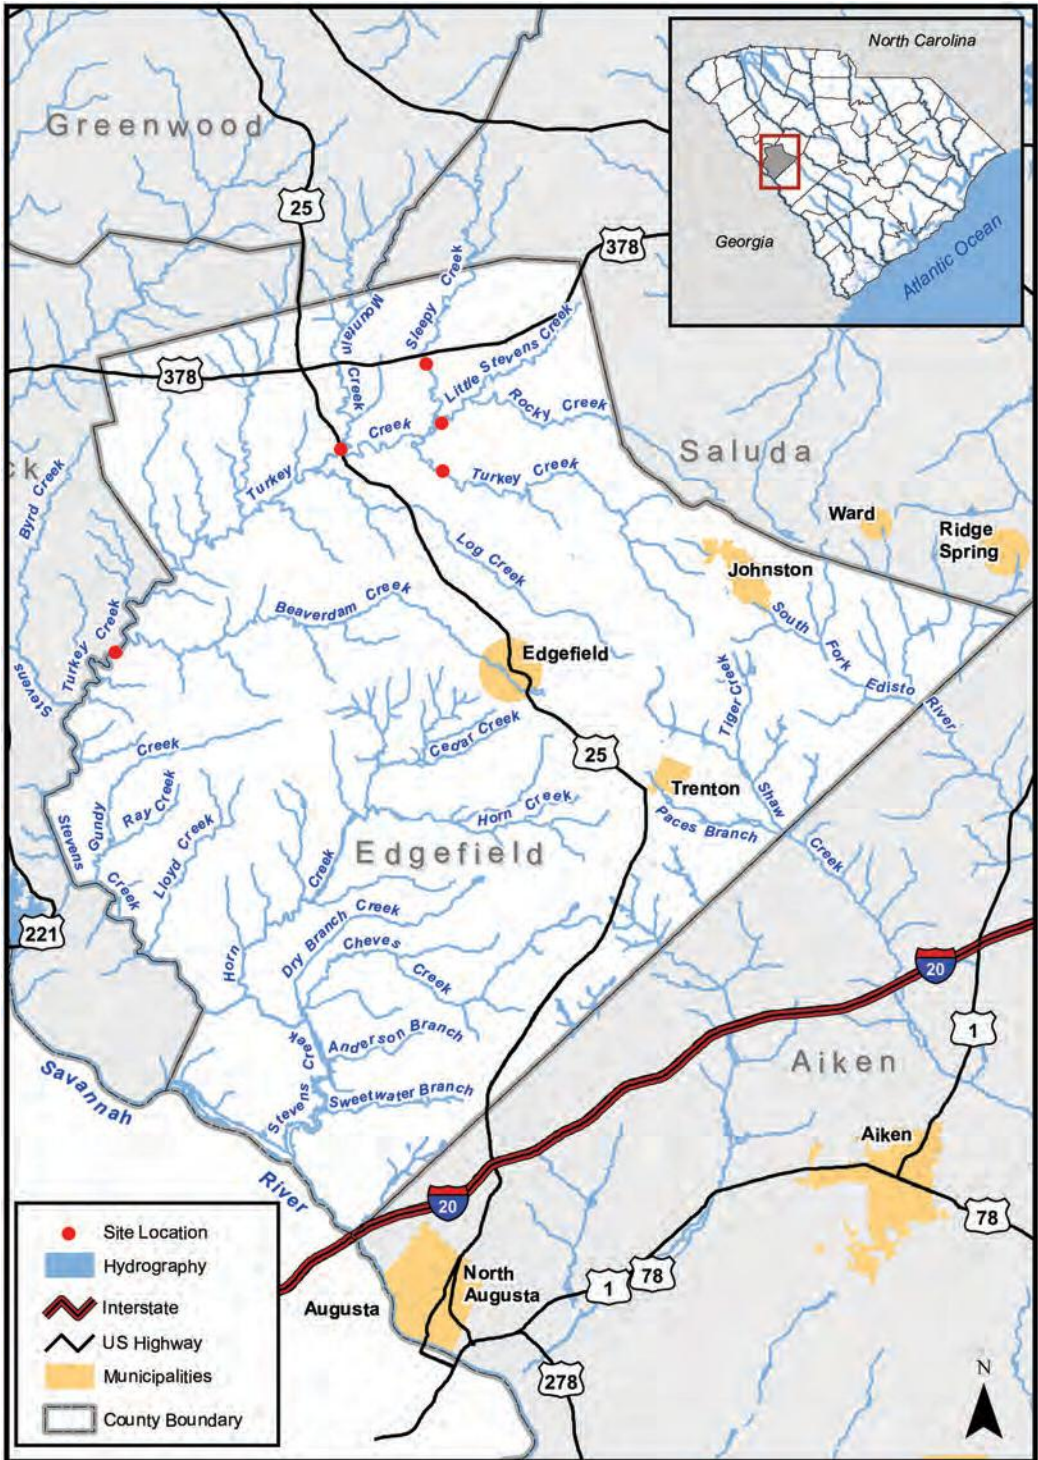 North Carolina
Georgia
Atlantic Ocean
Greenwood
25
378
378
Mountain
Creek
Sleepy Creek
Little Stevens Creek
Rocky Creek
Creek
Turkey
Turkey Creek
Saluda
ck
Byrd Creek
Ward
Ridge
Spring
Johnston
Log Creek
Beaverdam Creek
South
Fork
Edisto
River
Turkey Creek
Stevens
Creek
Edgefield
Tiger Creek
Cedar Creek
25
Trenton
Shaw
Creek
Paces Branch
Horn Creek
Ray Creek
Gundy
Creek
Lloyd Creek
Stevens
Edgefield
Creek
Horn
Dry Branch Creek
Cheves
Creek
221
20
1
Anderson Branch
Stevens Creek
Sweetwater Branch
Aiken
Savannah
River
Aiken
20
78
78
1
North
Augusta
Augusta
278
Site Location
Hydrography
Interstate
US Highway
Municipalities
County Boundary
N